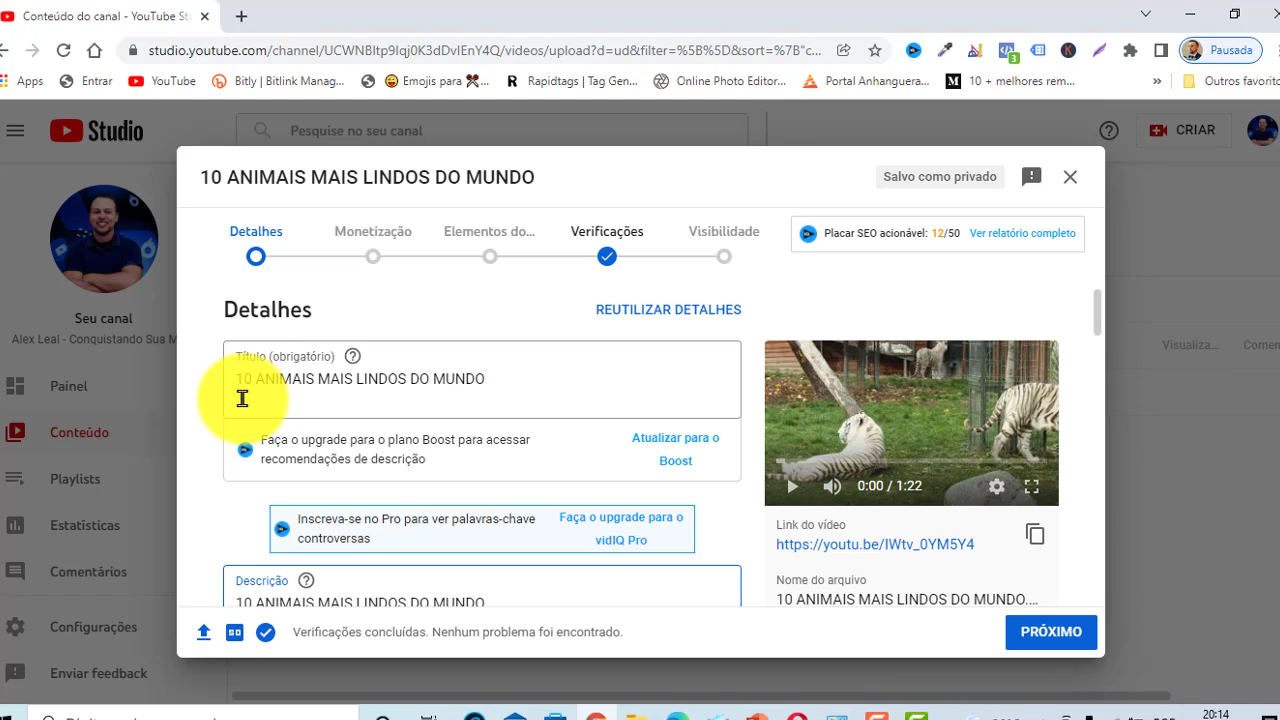 Conteúdo do canal - YouTube St
studio.youtube.com/channel/UCWNBltp9Iqj0K3dDvIEnY4Q/videos/upload?d=ud&filter=%5B%5D&sort=%7B"c...
3
Pausada
Apps
Entrar
YouTube
Bitly | Bitlink Manag...
Emojis para
Rapidtags | Tag Gen...
Online Photo Editor...
Portal Anhanguera...
10 + melhores rem...
»
Outros favorito
Studio
Pesquise no seu canal
CRIAR
10 ANIMAIS MAIS LINDOS DO MUNDO
Salvo como privado
Detalhes
Monetização
Elementos do...
Verificações
Visibilidade
Placar SEO acionável: 12/50
Ver relatório completo
Detalhes
REUTILIZAR DETALHES
Título (obrigatório)
10 ANIMAIS MAIS LINDOS DO MUNDO
Faça o upgrade para o plano Boost para acessar
recomendações de descrição
Atualizar para o
Boost
Inscreva-se no Pro para ver palavras-chave
controversas
Faça o upgrade para o
vidIQ Pro
Descrição
10 ANIMAIS MAIS LINDOS DO MUNDO
0:00 / 1:22
Link do vídeo
https://youtu.be/IWtv_0YM5Y4
Nome do arquivo
10 ANIMAIS MAIS LINDOS DO MUNDO....
Verificações concluídas. Nenhum problema foi encontrado.
PRÓXIMO
Seu canal
Alex Leal - Conquistando Sua M
Painel
Conteúdo
Playlists
Estatísticas
Comentários
Configurações
Enviar feedback
Visualiza...
Comen
20:14